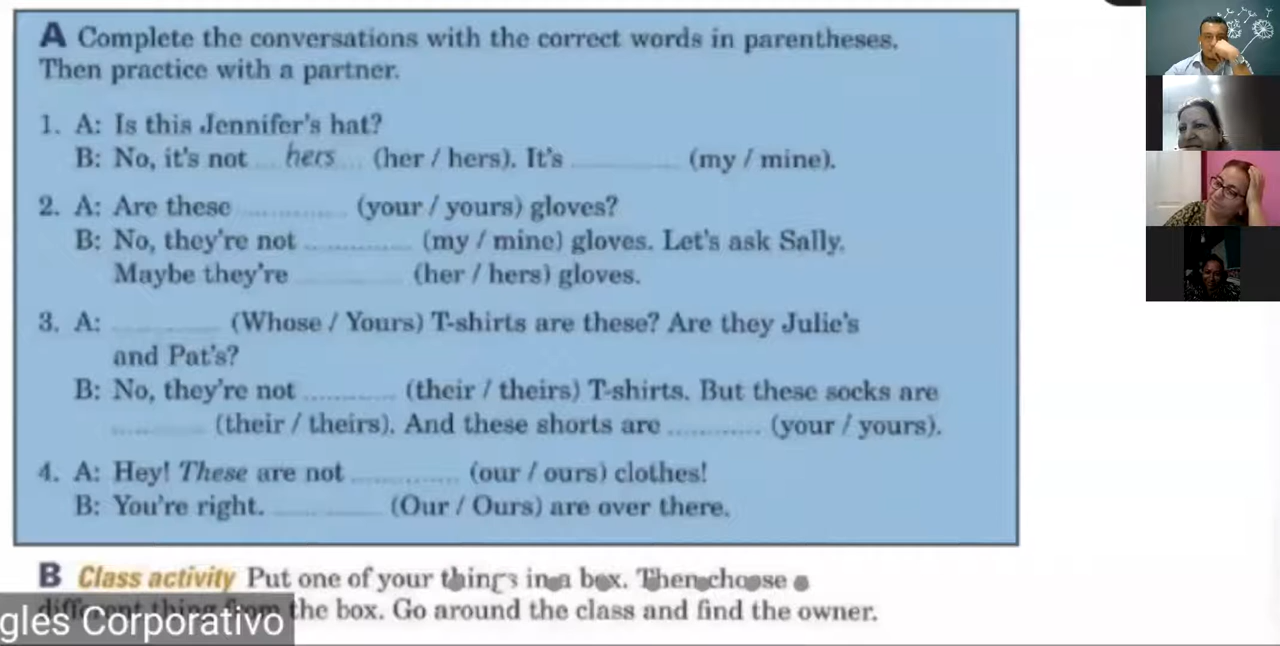 A Complete the conversations with the correct words in parentheses.
Then practice with a partner.
1. A: Is this Jennifer's hat?
B: No, it's not hers (her / hers). It's ............ (my / mine).
2. A: Are these ............ (your / yours) gloves?
B: No, they're not ............ (my / mine) gloves. Let's ask Sally.
Maybe they're ............ (her / hers) gloves.
3. A: ............ (Whose / Yours) T-shirts are these? Are they Julie's
and Pat's?
B: No, they're not ............ (their / theirs) T-shirts. But these socks are
............ (their / theirs). And these shorts are ............ (your / yours).
4. A: Hey! These are not ............ (our / ours) clothes!
B: You're right. ............ (Our / Ours) are over there.
B Class activity Put one of your things in a box. Then choose a
different thing from the box. Go around the class and find the owner.
gles Corporativo